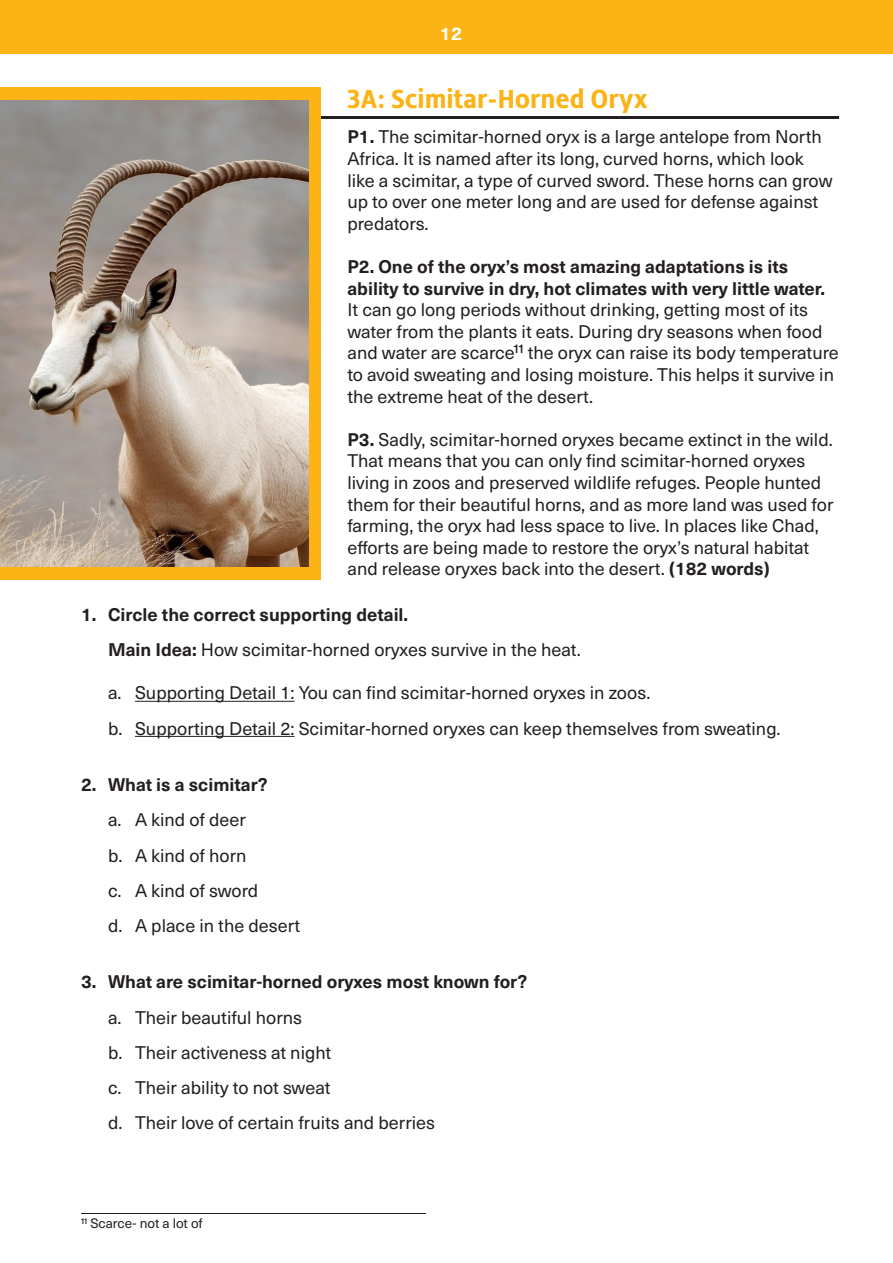 12
3A: Scimitar-Horned Oryx
P1. The scimitar-horned oryx is a large antelope from North
Africa. It is named after its long, curved horns, which look
like a scimitar, a type of curved sword. These horns can grow
up to over one meter long and are used for defense against
predators.
P2. One of the oryx’s most amazing adaptations is its
ability to survive in dry, hot climates with very little water.
It can go long periods without drinking, getting most of its
water from the plants it eats. During dry seasons when food
and water are scarce¹¹ the oryx can raise its body temperature
to avoid sweating and losing moisture. This helps it survive in
the extreme heat of the desert.
P3. Sadly, scimitar-horned oryxes became extinct in the wild.
That means that you can only find scimitar-horned oryxes
living in zoos and preserved wildlife refuges. People hunted
them for their beautiful horns, and as more land was used for
farming, the oryx had less space to live. In places like Chad,
efforts are being made to restore the oryx’s natural habitat
and release oryxes back into the desert. (182 words)
1. Circle the correct supporting detail.
Main Idea: How scimitar-horned oryxes survive in the heat.
a. Supporting Detail 1: You can find scimitar-horned oryxes in zoos.
b. Supporting Detail 2: Scimitar-horned oryxes can keep themselves from sweating.
2. What is a scimitar?
a. A kind of deer
b. A kind of horn
c. A kind of sword
d. A place in the desert
3. What are scimitar-horned oryxes most known for?
a. Their beautiful horns
b. Their activeness at night
c. Their ability to not sweat
d. Their love of certain fruits and berries
¹¹ Scarce- not a lot of